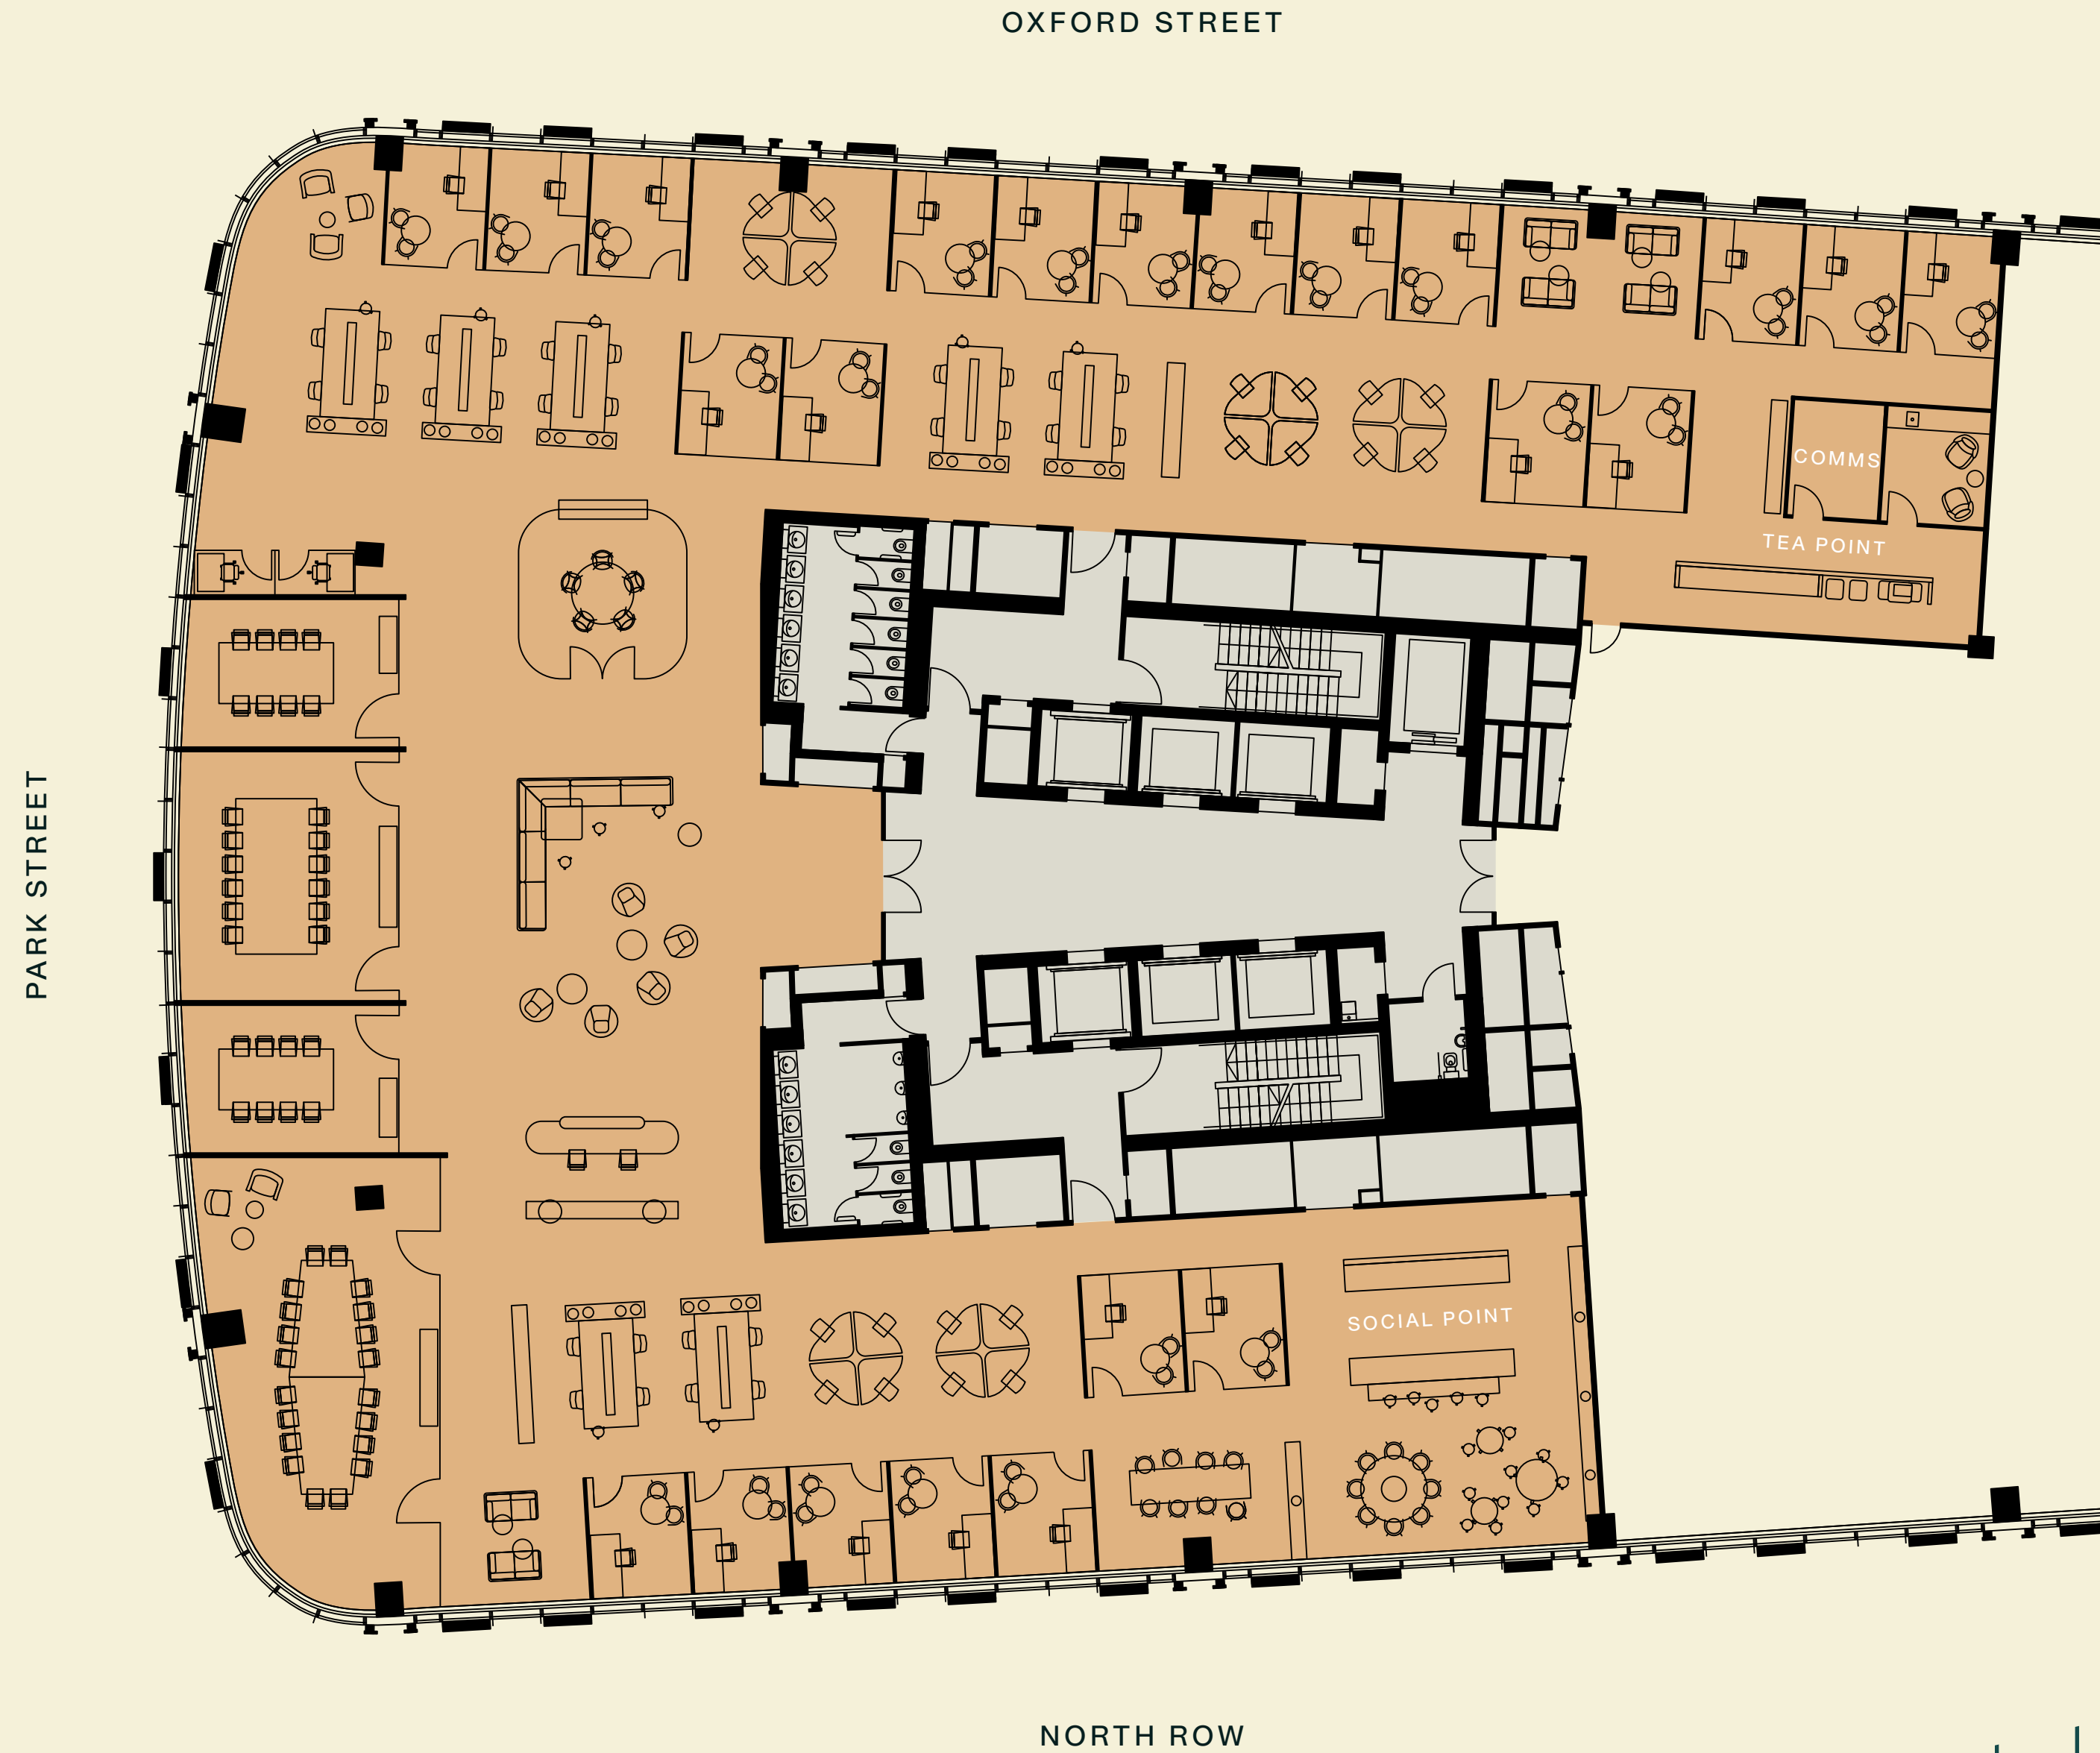 OXFORD STREET
COMMS
TEA POINT
PARK STREET
SOCIAL POINT
NORTH ROW